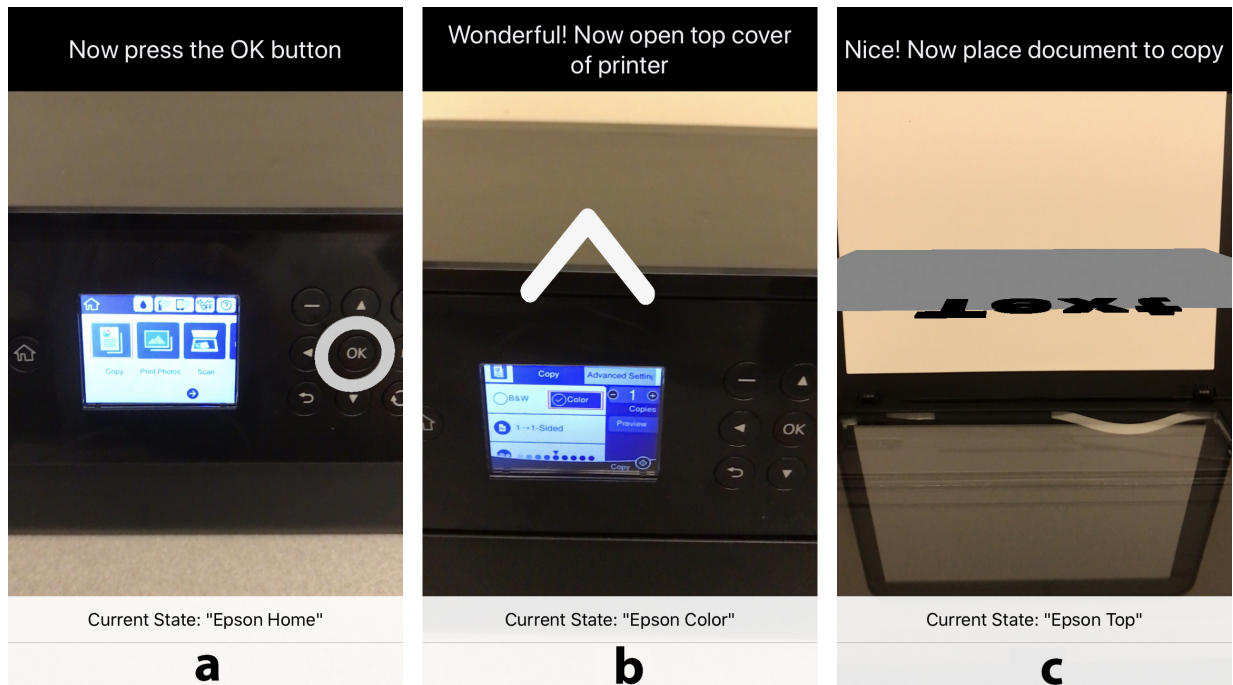 Now press the OK button
Copy
Print Photos
Scan
OFF
?
OK
Current State: "Epson Home"
a
Wonderful! Now open top cover
of printer
Copy
Advanced Settin
B&W
Color
1
Copies
1→1-Sided
Preview
Copy
OK
Current State: "Epson Color"
b
Nice! Now place document to copy
Text
Current State: "Epson Top"
c